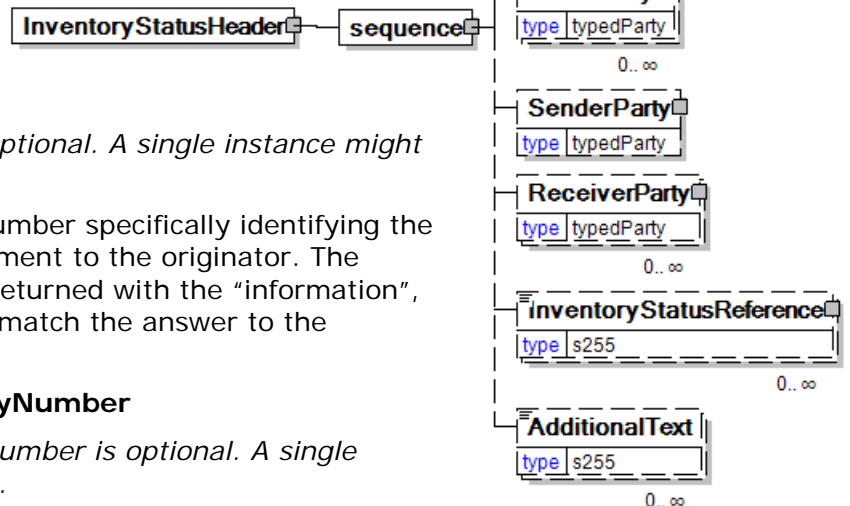 InventoryStatusHeader
sequence
type typedParty
0.. ∞
SenderParty
type typedParty
ReceiverParty
type typedParty
0.. ∞
InventoryStatusReference
type s255
0.. ∞
AdditionalText
type s255
0.. ∞
ptional. A single instance might
umber specifically identifying the
ment to the originator. The
eturned with the “information”,
match the answer to the
yNumber
umber is optional. A single
.